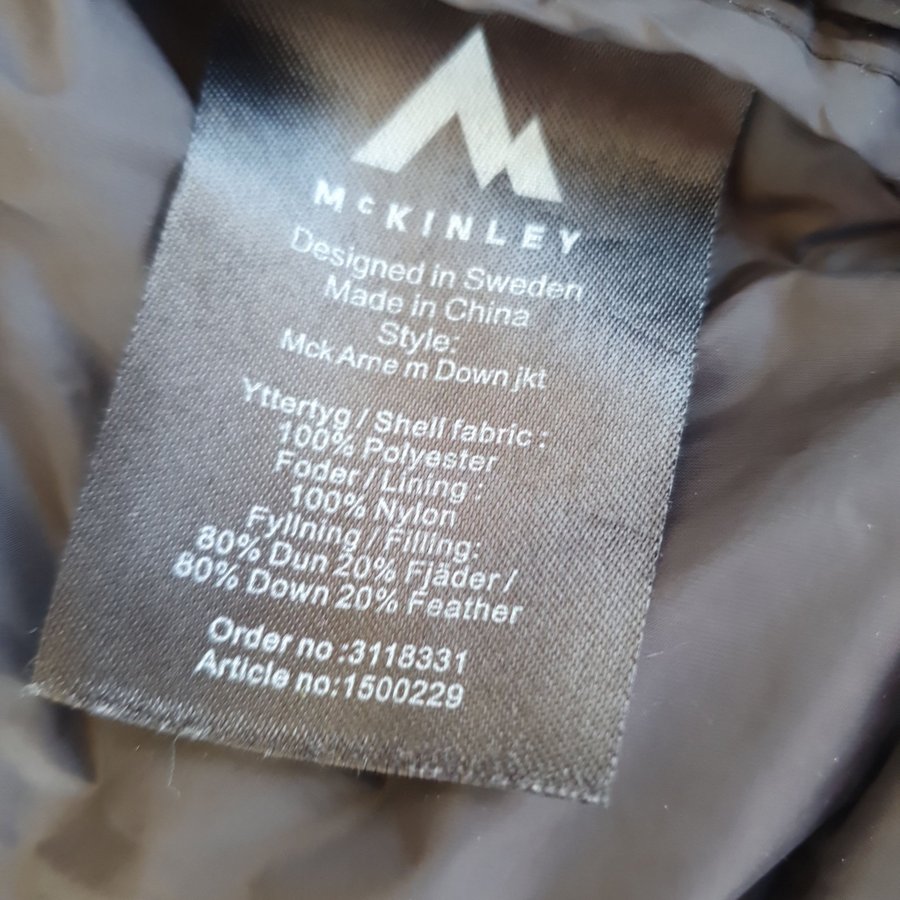 McKINLEY
Designed in Sweden
Made in China
Style:
Mck Arne m Down jkt
Yttertyg / Shell fabric :
100% Polyester
Foder / Lining :
100% Nylon
Fyllning / Filling:
80% Dun 20% Fjäder /
80% Down 20% Feather
Order no :3118331
Article no:1500229